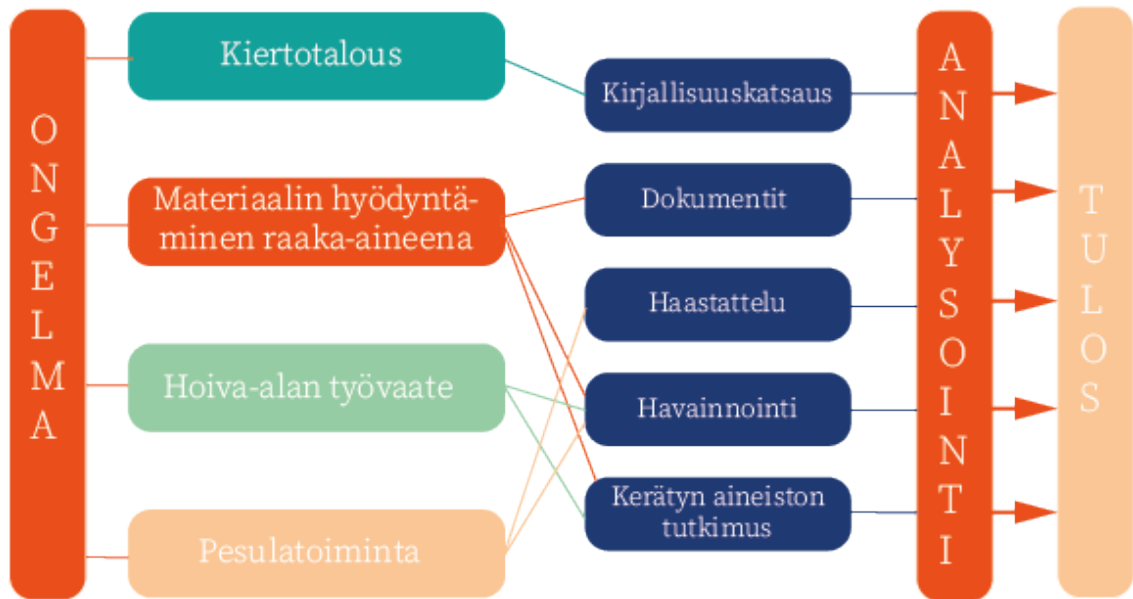 ONGELMA
Kiertotalous
Materiaalin hyödyntä-
minen raaka-aineena
Hoiva-alan työvaate
Pesulatoiminta
Kirjallisuuskatsaus
Dokumentit
Haastattelu
Havainnointi
Kerätyn aineiston
tutkimus
ANALYSOINTI
TULOS